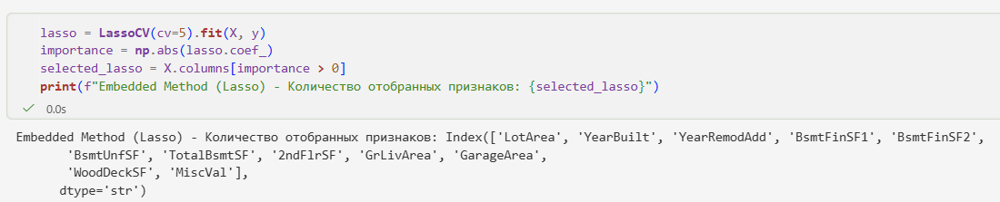 lasso = LassoCV(cv=5).fit(X, y)
importance = np.abs(lasso.coef_)
selected_lasso = X.columns[importance > 0]
print(f"Embedded Method (Lasso) - Количество отобранных признаков: {selected_lasso}")
0.0s
Embedded Method (Lasso) - Количество отобранных признаков: Index(['LotArea', 'YearBuilt', 'YearRemodAdd', 'BsmtFinSF1', 'BsmtFinSF2',
'BsmtUnfSF', 'TotalBsmtSF', '2ndFlrSF', 'GrLivArea', 'GarageArea',
'WoodDeckSF', 'MiscVal'],
dtype='str')